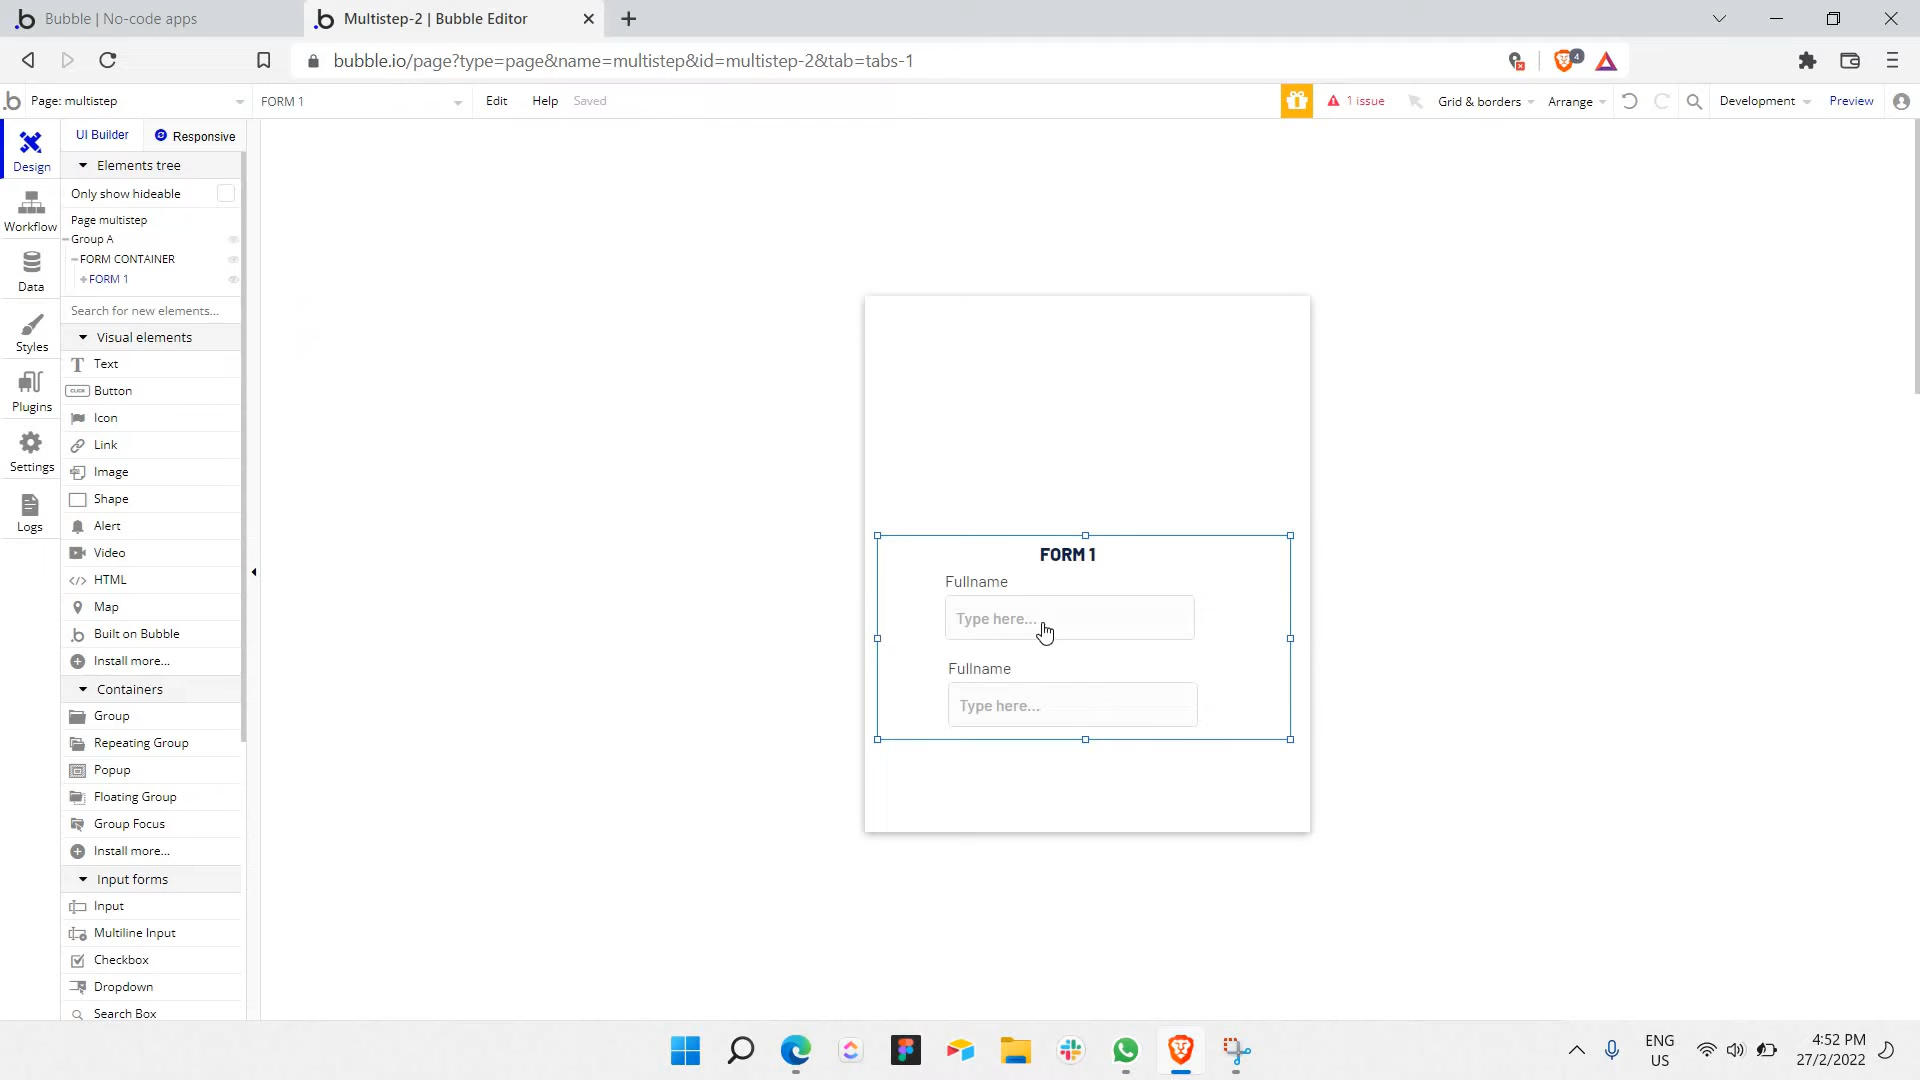 Bubble | No-code apps
Multistep-2 | Bubble Editor
bubble.io/page?type=page&name=multistep&id=multistep-2&tab=tabs-1
4
Page: multistep
FORM 1
Edit
Help
Saved
1 issue
Grid & borders
Arrange
Development
Preview
Design
Workflow
Data
Styles
Plugins
Settings
Logs
UI Builder
Responsive
Elements tree
Only show hideable
Page multistep
Group A
FORM CONTAINER
FORM 1
Search for new elements...
Visual elements
Text
CLICK Button
Icon
Link
Image
Shape
Alert
Video
HTML
Map
Built on Bubble
Install more...
Containers
Group
Repeating Group
Popup
Floating Group
Group Focus
Install more...
Input forms
Input
Multiline Input
Checkbox
Dropdown
Search Box
FORM 1
Fullname
Type here...
Fullname
Type here...
ENG
US
4:52 PM
27/2/2022